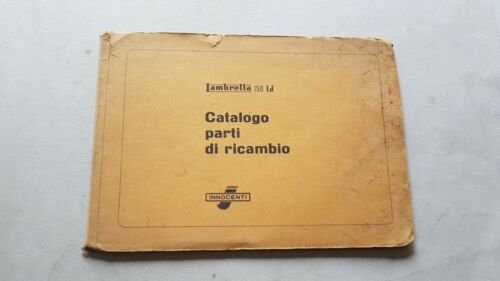 Lambretta 150 Ld
Catalogo
parti
di ricambio
INNOCENTI